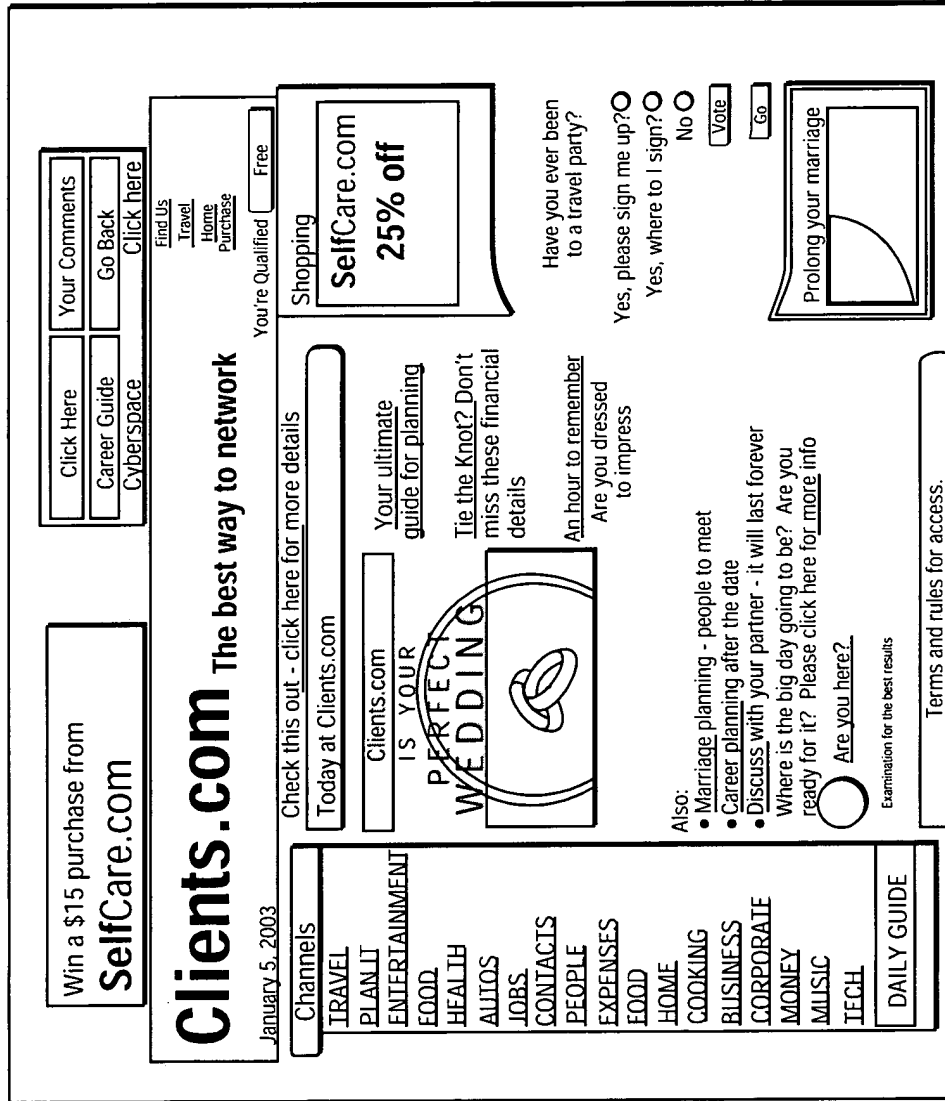 Win a $15 purchase from
SelfCare.com
Click Here
Your Comments
Career Guide
Go Back
Cyberspace
Click here
Clients.com The best way to network
Find Us
Travel
Home
Purchase
January 5, 2003
You're Qualified
Free
Channels
TRAVEL
PLAN IT
ENTERTAINMENT
FOOD
HEALTH
AUTOS
JOBS
CONTACTS
PEOPLE
EXPENSES
FOOD
HOME
COOKING
BUSINESS
CORPORATE
MONEY
MUSIC
TECH
DAILY GUIDE
Check this out - click here for more details
Today at Clients.com
Clients.com
IS YOUR
PERFECT
WEDDING
Your ultimate
guide for planning
Tie the Knot? Don't
miss these financial
details
An hour to remember
Are you dressed
to impress
Also:
• Marriage planning - people to meet
• Career planning after the date
• Discuss with your partner - it will last forever
Where is the big day going to be? Are you
ready for it? Please click here for more info
Are you here?
Examination for the best results
Terms and rules for access.
Shopping
SelfCare.com
25% off
Have you ever been
to a travel party?
Yes, please sign me up?
Yes, where to I sign?
No
Vote
Go
Prolong your marriage